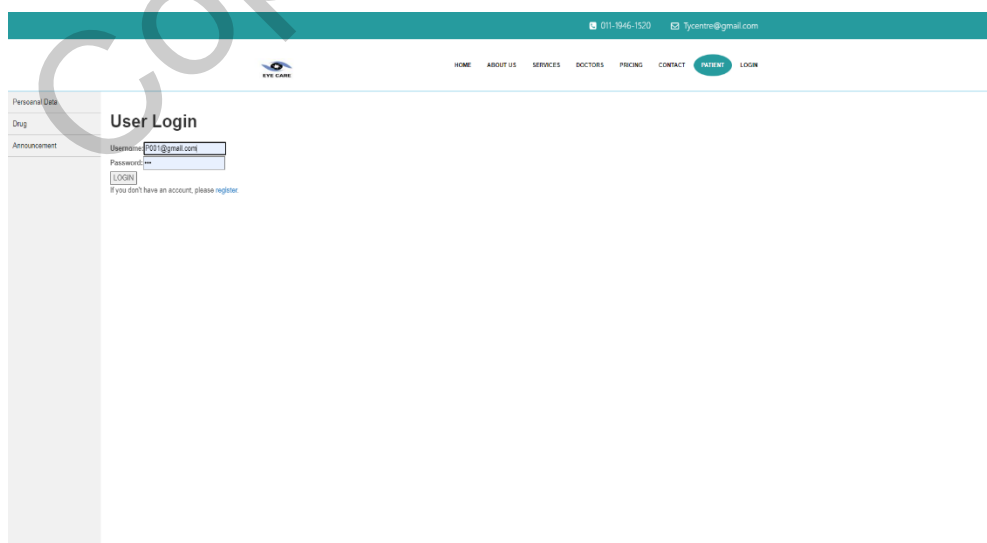 011-1946-1520 Tycentre@gmail.com
EYE CARE
HOME ABOUT US SERVICES DOCTORS PRICING CONTACT PATIENT LOGIN
Persoanal Data
Drug
Announcement
User Login
Username: P001@gmail.com
Password: •••
LOGIN
If you don't have an account, please register.